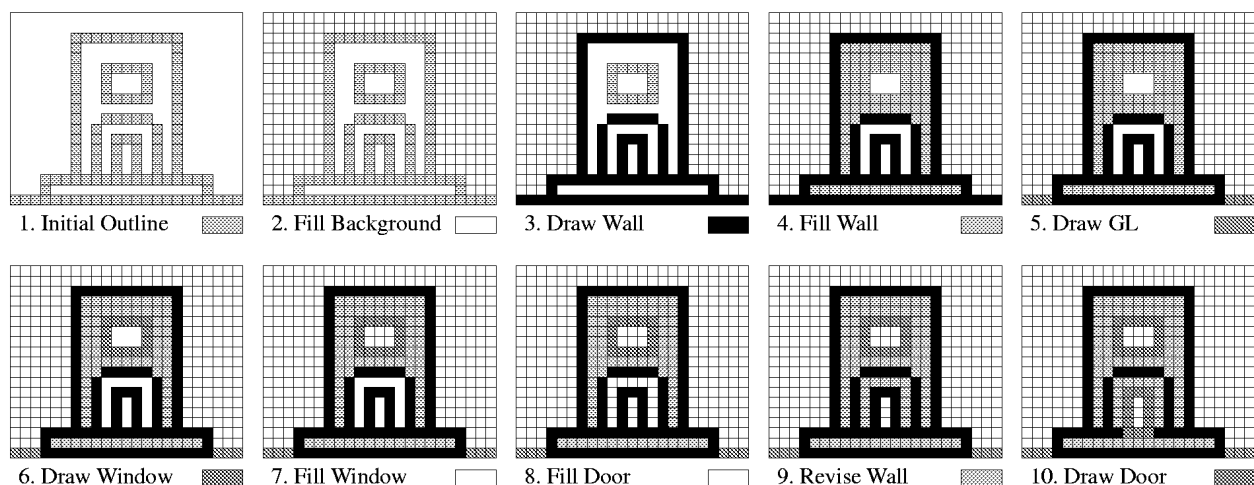 1. Initial Outline
2. Fill Background
3. Draw Wall
4. Fill Wall
5. Draw GL
6. Draw Window
7. Fill Window
8. Fill Door
9. Revise Wall
10. Draw Door